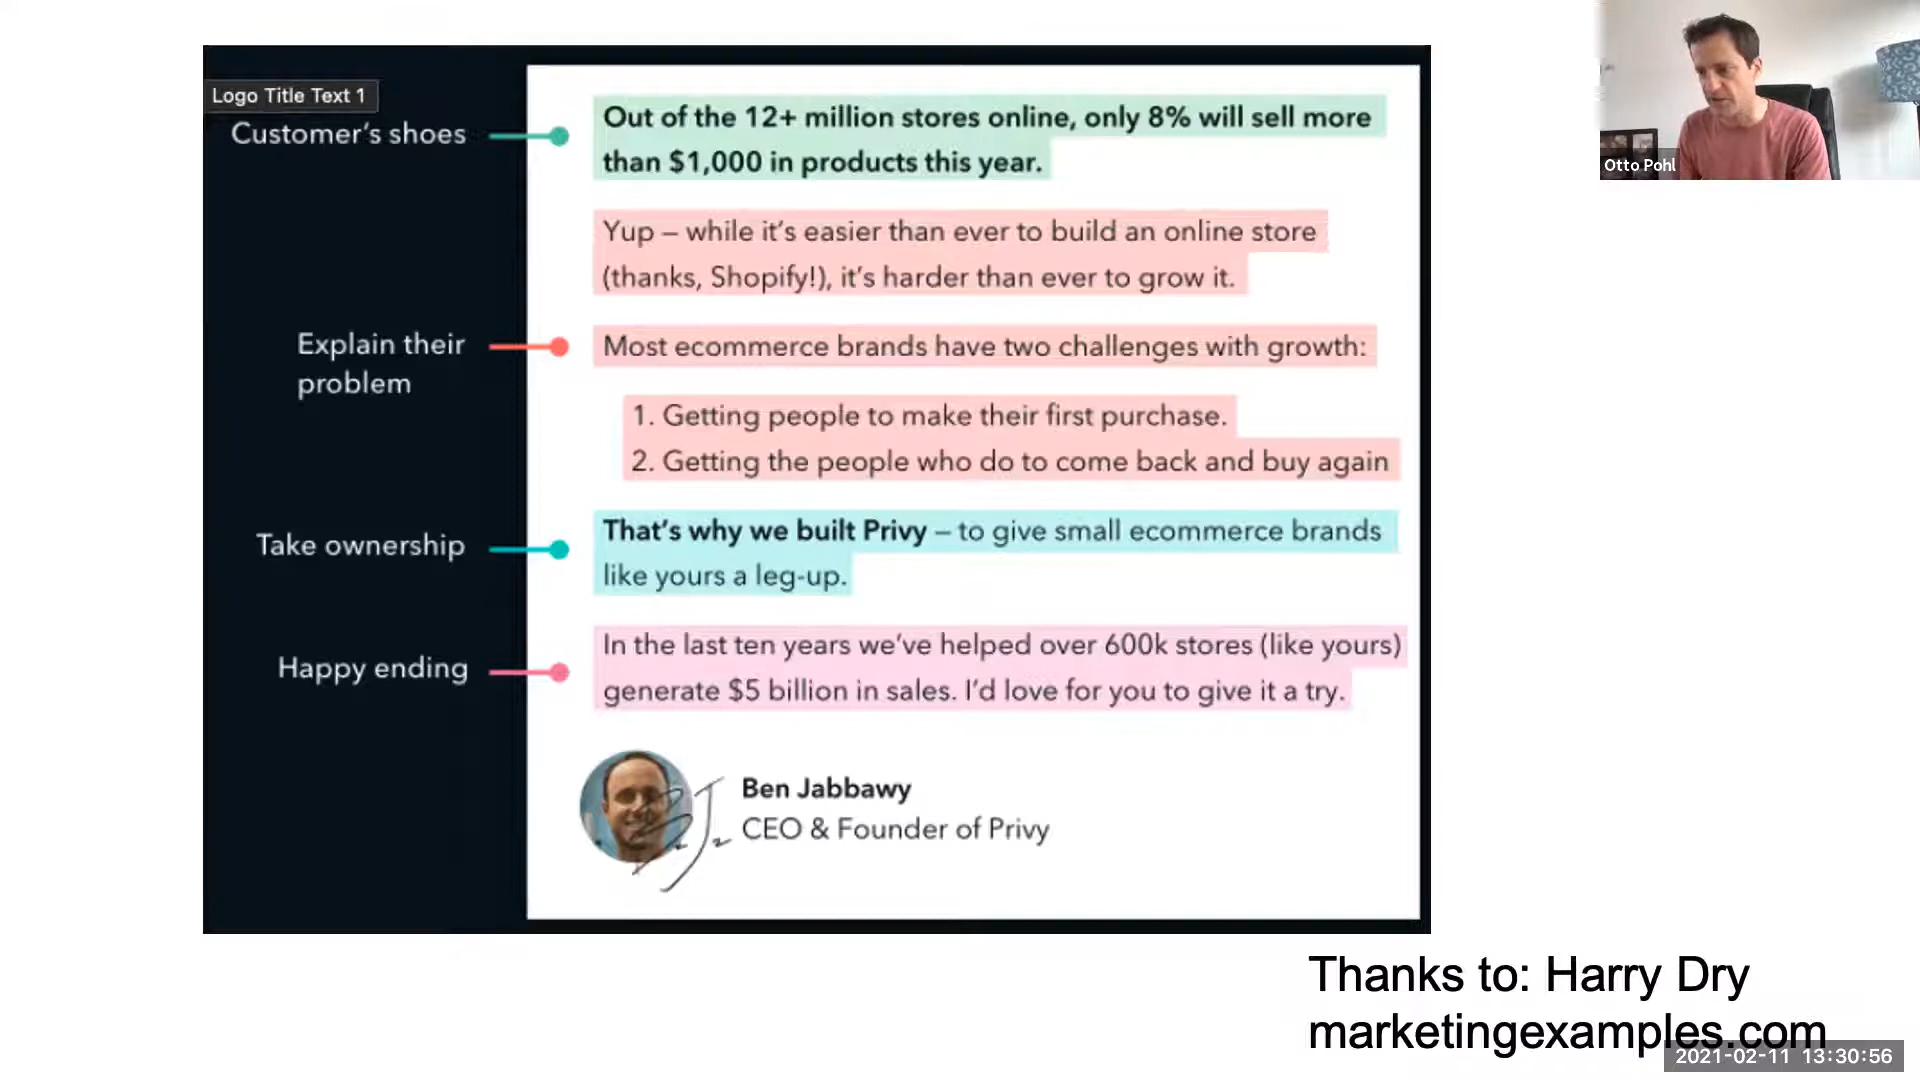 Logo Title Text 1
Customer's shoes
Out of the 12+ million stores online, only 8% will sell more
than $1,000 in products this year.
Yup – while it's easier than ever to build an online store
(thanks, Shopify!), it's harder than ever to grow it.
Explain their
problem
Most ecommerce brands have two challenges with growth:
1. Getting people to make their first purchase.
2. Getting the people who do to come back and buy again
Take ownership
That's why we built Privy – to give small ecommerce brands
like yours a leg-up.
Happy ending
In the last ten years we've helped over 600k stores (like yours)
generate $5 billion in sales. I'd love for you to give it a try.
Ben Jabbawy
CEO & Founder of Privy
Otto Pohl
Thanks to: Harry Dry
marketingexamples.com
2021-02-11 13:30:56